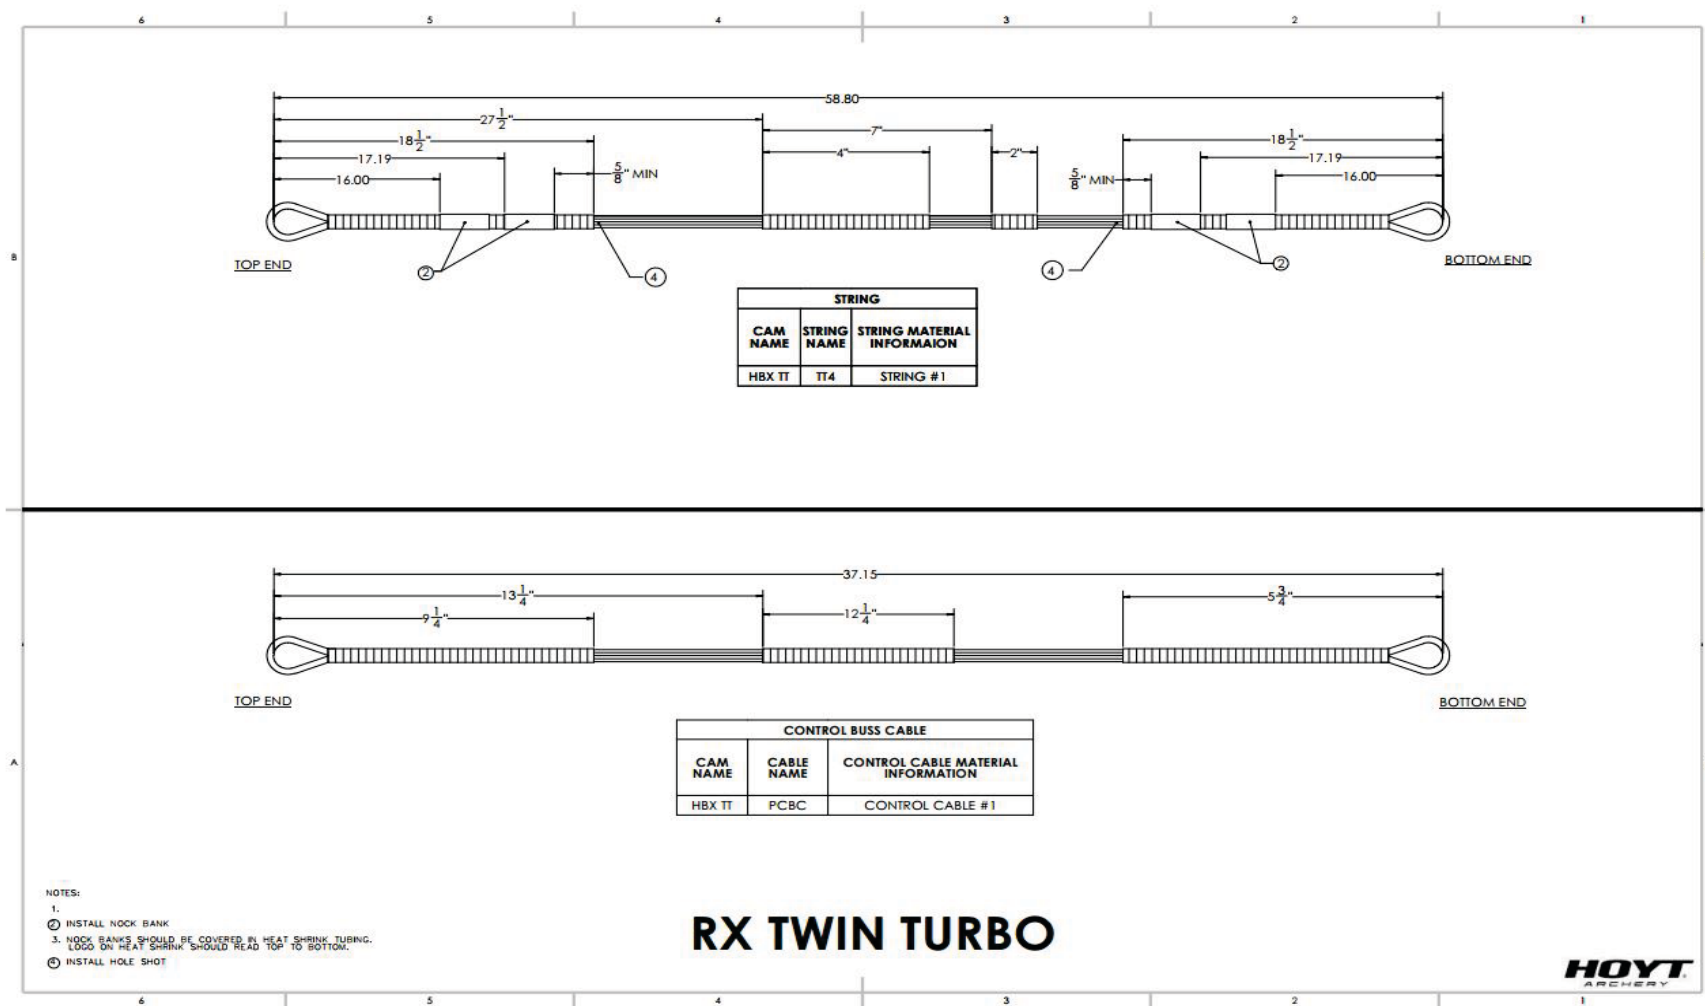 6 5 4 3 2 1
58.80
27 1/2"
7"
18 1/2"
18 1/2"
4"
2"
17.19
17.19
5/8" MIN
5/8" MIN
16.00
16.00
B
TOP END
2
4
4
2
BOTTOM END
STRING
CAM NAME
STRING NAME
STRING MATERIAL INFORMAION
HBX TT TT4 STRING #1
37.15
13 1/4"
5 3/4"
9 1/4"
12 1/4"
TOP END
BOTTOM END
CONTROL BUSS CABLE
CAM NAME
CABLE NAME
CONTROL CABLE MATERIAL INFORMATION
HBX TT PCBC CONTROL CABLE #1
A
NOTES:
1.
2 INSTALL NOCK BANK
3. NOCK BANKS SHOULD BE COVERED IN HEAT SHRINK TUBING.
LOGO ON HEAT SHRINK SHOULD READ TOP TO BOTTOM.
4 INSTALL HOLE SHOT
RX TWIN TURBO
HOYT.
ARCHERY
6 5 4 3 2 1